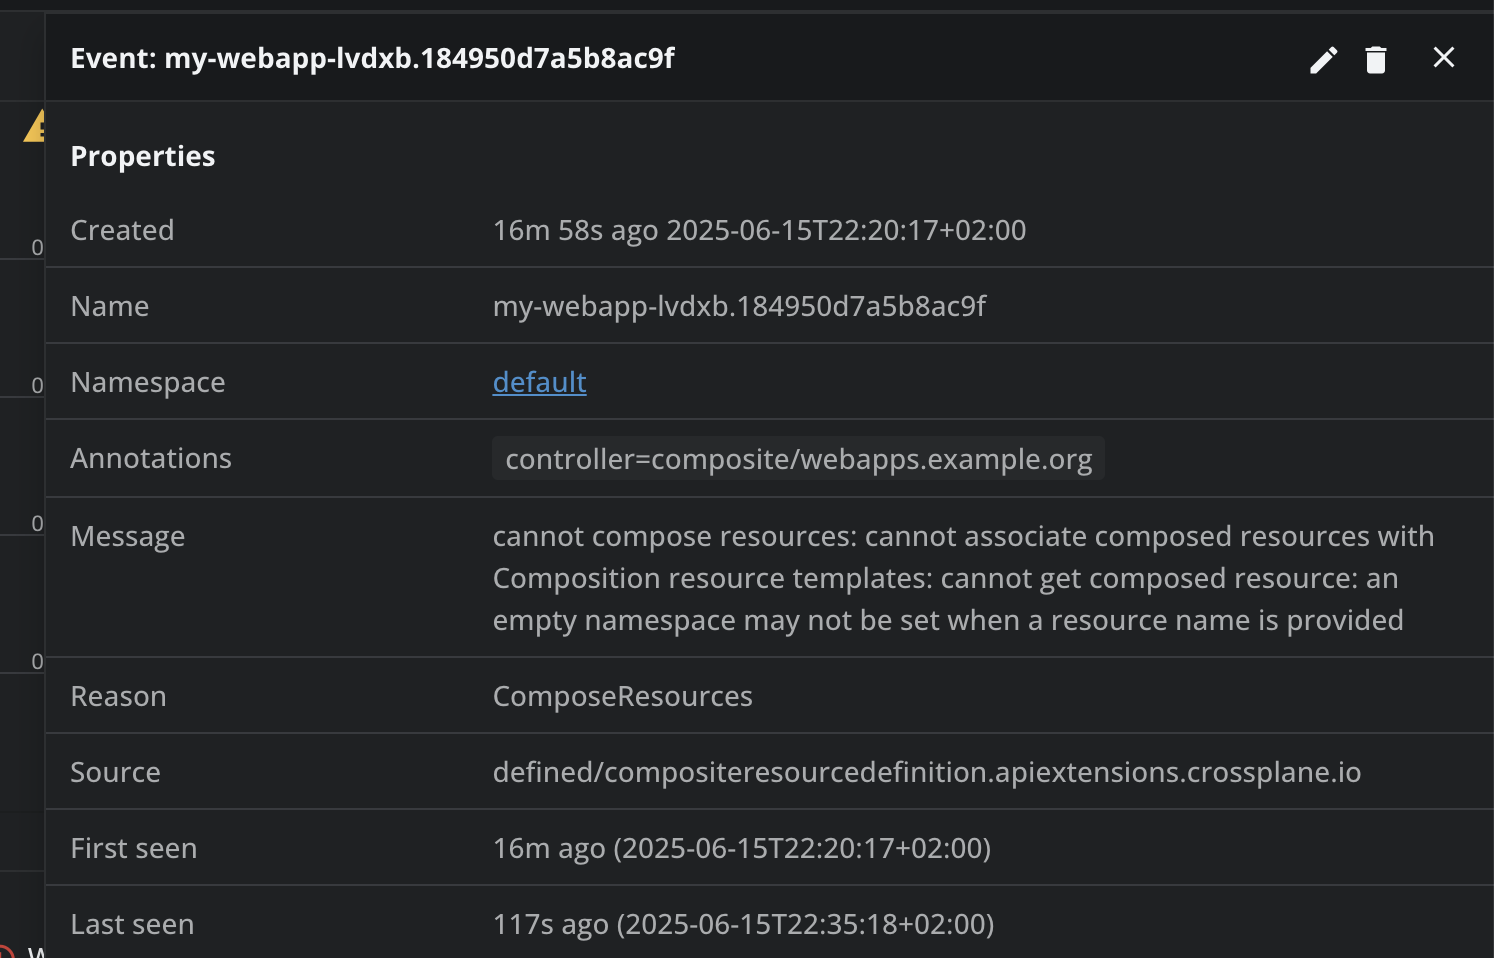 Event: my-webapp-lvdxb.184950d7a5b8ac9f
Properties
Created 16m 58s ago 2025-06-15T22:20:17+02:00
0
Name my-webapp-lvdxb.184950d7a5b8ac9f
Namespace default
0
Annotations controller=composite/webapps.example.org
Message cannot compose resources: cannot associate composed resources with
0
Composition resource templates: cannot get composed resource: an
empty namespace may not be set when a resource name is provided
0
Reason ComposeResources
Source defined/compositeresourcedefinition.apiextensions.crossplane.io
First seen 16m ago (2025-06-15T22:20:17+02:00)
Last seen 117s ago (2025-06-15T22:35:18+02:00)